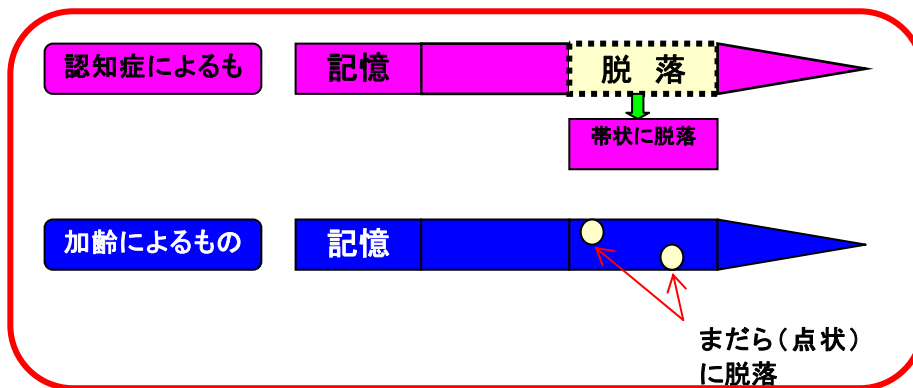 認知症によるも
記憶
脱 落
帯状に脱落
加齢によるもの
記憶
まだら（点状）
に脱落